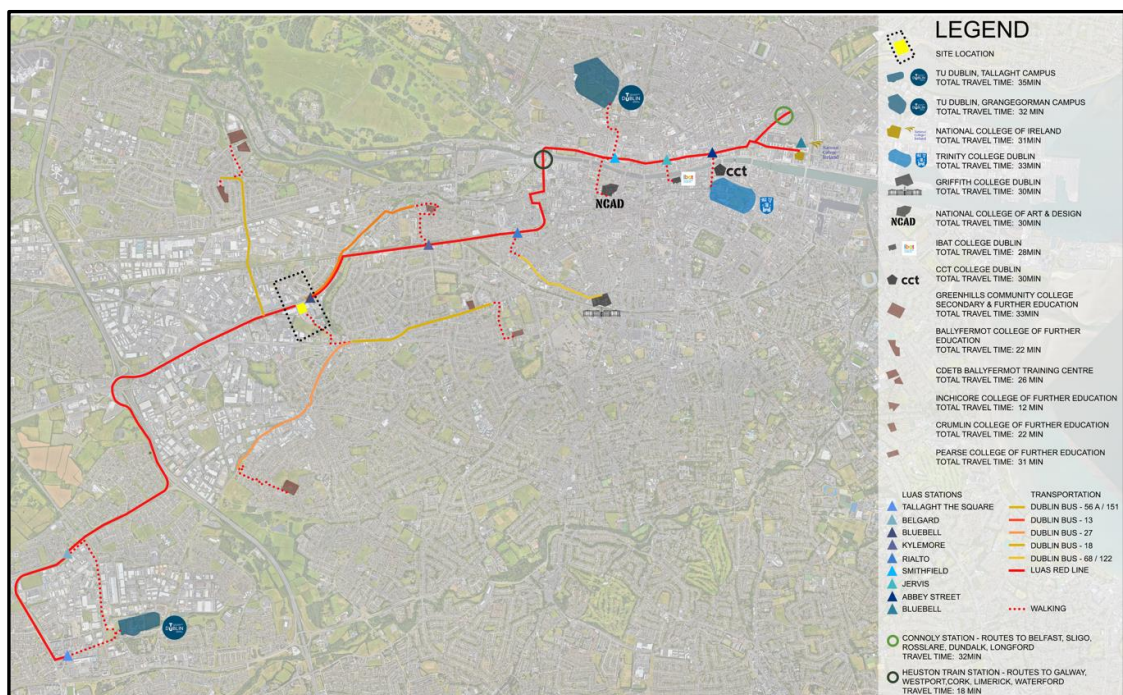 LEGEND
SITE LOCATION
TU DUBLIN, TALLAGHT CAMPUS
TOTAL TRAVEL TIME: 35MIN
TU DUBLIN, GRANGEGORMAN CAMPUS
TOTAL TRAVEL TIME: 32 MIN
NATIONAL COLLEGE OF IRELAND
TOTAL TRAVEL TIME: 31MIN
TRINITY COLLEGE DUBLIN
TOTAL TRAVEL TIME: 33MIN
GRIFFITH COLLEGE DUBLIN
TOTAL TRAVEL TIME: 30MIN
NCAD
NATIONAL COLLEGE OF ART & DESIGN
TOTAL TRAVEL TIME: 30MIN
IBAT COLLEGE DUBLIN
TOTAL TRAVEL TIME: 28MIN
cct
CCT COLLEGE DUBLIN
TOTAL TRAVEL TIME: 30MIN
GREENHILLS COMMUNITY COLLEGE
SECONDARY & FURTHER EDUCATION
TOTAL TRAVEL TIME: 33MIN
BALLYFERMOT COLLEGE OF FURTHER
EDUCATION
TOTAL TRAVEL TIME: 22 MIN
CDETB BALLYFERMOT TRAINING CENTRE
TOTAL TRAVEL TIME: 26 MIN
INCHICORE COLLEGE OF FURTHER EDUCATION
TOTAL TRAVEL TIME: 12 MIN
CRUMLIN COLLEGE OF FURTHER EDUCATION
TOTAL TRAVEL TIME: 22 MIN
PEARSE COLLEGE OF FURTHER EDUCATION
TOTAL TRAVEL TIME: 31 MIN
LUAS STATIONS
TALLAGHT THE SQUARE
BELGARD
BLUEBELL
KYLEMORE
RIALTO
SMITHFIELD
JERVIS
ABBEY STREET
BLUEBELL
TRANSPORTATION
DUBLIN BUS - 56 A / 151
DUBLIN BUS - 13
DUBLIN BUS - 27
DUBLIN BUS - 18
DUBLIN BUS - 68 / 122
LUAS RED LINE
WALKING
CONNOLY STATION - ROUTES TO BELFAST, SLIGO,
ROSSLARE, DUNDALK, LONGFORD
TRAVEL TIME: 32MIN
HEUSTON TRAIN STATION - ROUTES TO GALWAY,
WESTPORT,CORK, LIMERICK, WATERFORD
TRAVEL TIME: 18 MIN
DUBLIN
cct
NCAD
DUBLIN